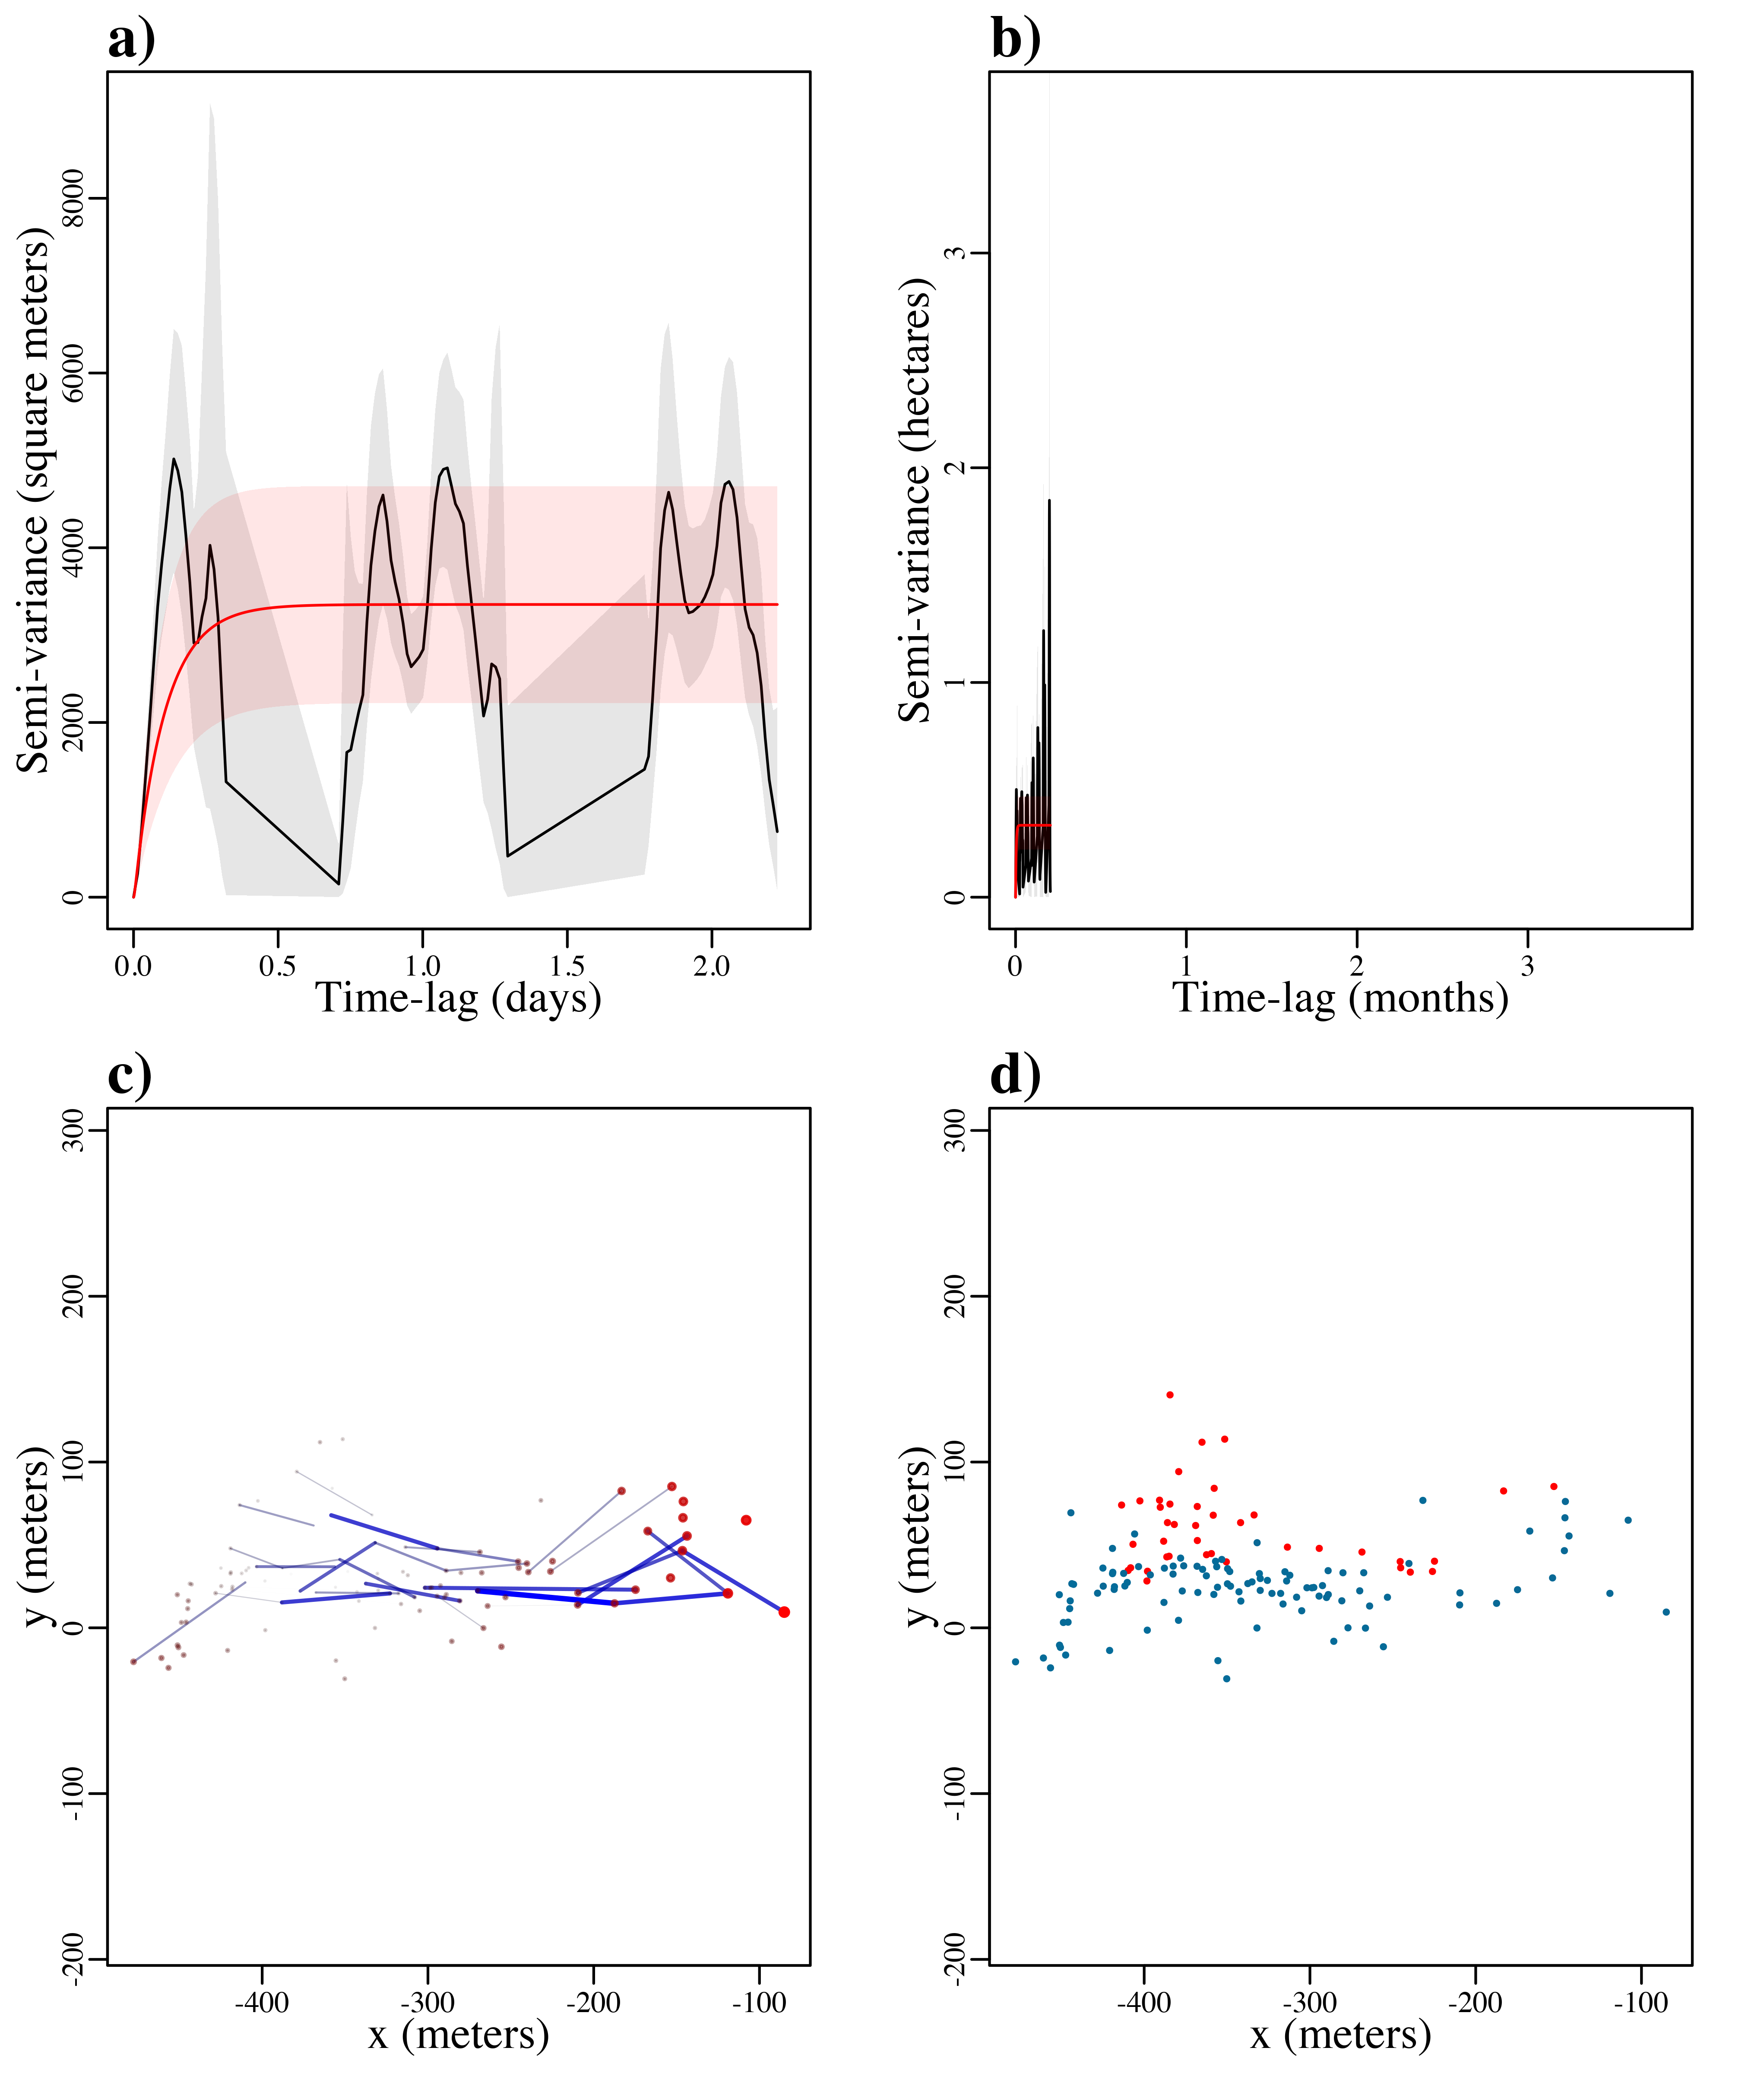 a)
Semi-variance (square meters)
8000
6000
4000
2000
0
0.0 0.5 1.0 1.5 2.0
Time-lag (days)
b)
Semi-variance (hectares)
3
2
1
0
0 1 2 3
Time-lag (months)
c)
y (meters)
300
200
100
0
-100
-200
-400 -300 -200 -100
x (meters)
d)
y (meters)
300
200
100
0
-100
-200
-400 -300 -200 -100
x (meters)